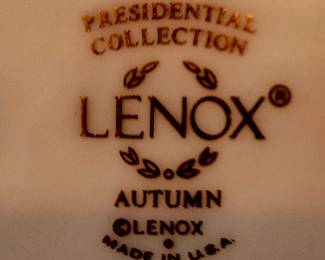 PRESIDENTIAL
COLLECTION
LENOX®
AUTUMN
©LENOX
MADE IN U.S.A.